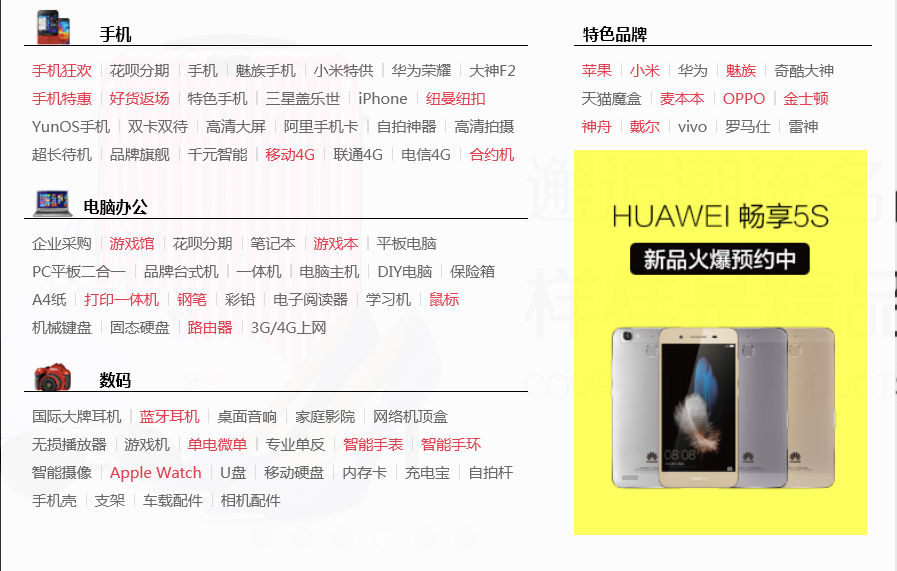 手机
手机狂欢 花呗分期 手机 魅族手机 小米特供 华为荣耀 大神F2
手机特惠 好货返场 特色手机 三星盖乐世 iPhone 纽曼纽扣
YunOS手机 双卡双待 高清大屏 阿里手机卡 自拍神器 高清拍摄
超长待机 品牌旗舰 千元智能 移动4G 联通4G 电信4G 合约机
电脑办公
企业采购 游戏馆 花呗分期 笔记本 游戏本 平板电脑
PC平板二合一 品牌台式机 一体机 电脑主机 DIY电脑 保险箱
A4纸 打印一体机 钢笔 彩铅 电子阅读器 学习机 鼠标
机械键盘 固态硬盘 路由器 3G/4G上网
数码
国际大牌耳机 蓝牙耳机 桌面音响 家庭影院 网络机顶盒
无损播放器 游戏机 单电微单 专业单反 智能手表 智能手环
智能摄像 Apple Watch U盘 移动硬盘 内存卡 充电宝 自拍杆
手机壳 支架 车载配件 相机配件
特色品牌
苹果 小米 华为 魅族 奇酷大神
天猫魔盒 麦本本 OPPO 金士顿
神舟 戴尔 vivo 罗马仕 雷神
HUAWEI 畅享5S
新品火爆预约中
08:08
HUAWEI